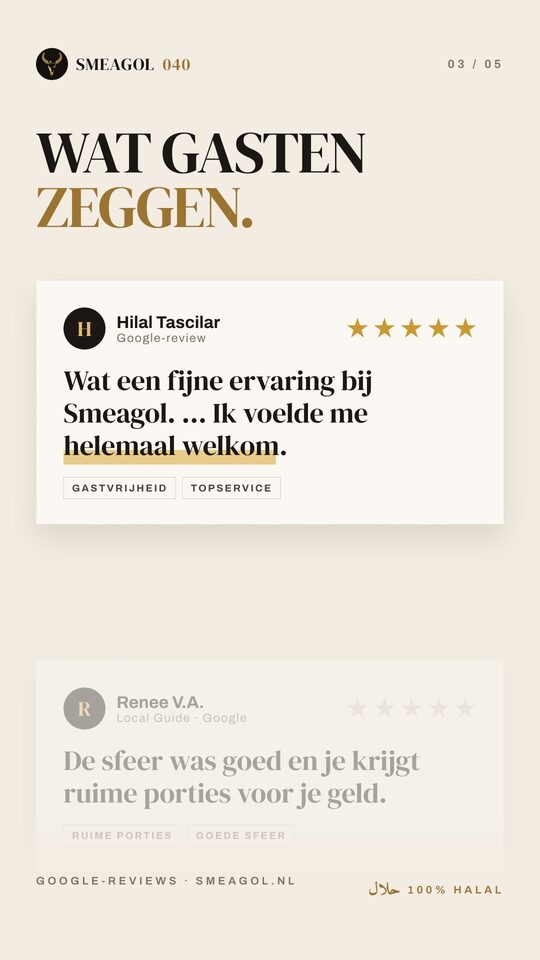 SMEAGOL 040
03 / 05
WAT GASTEN
ZEGGEN.
H
Hilal Tascilar
Google-review
★★★★★
Wat een fijne ervaring bij
Smeagol. ... Ik voelde me
helemaal welkom.
GASTVRIJHEID
TOPSERVICE
R
Renee V.A.
Local Guide · Google
★★★★★
De sfeer was goed en je krijgt
ruime porties voor je geld.
RUIME PORTIES
GOEDE SFEER
GOOGLE-REVIEWS · SMEAGOL.NL
حلال 100% HALAL